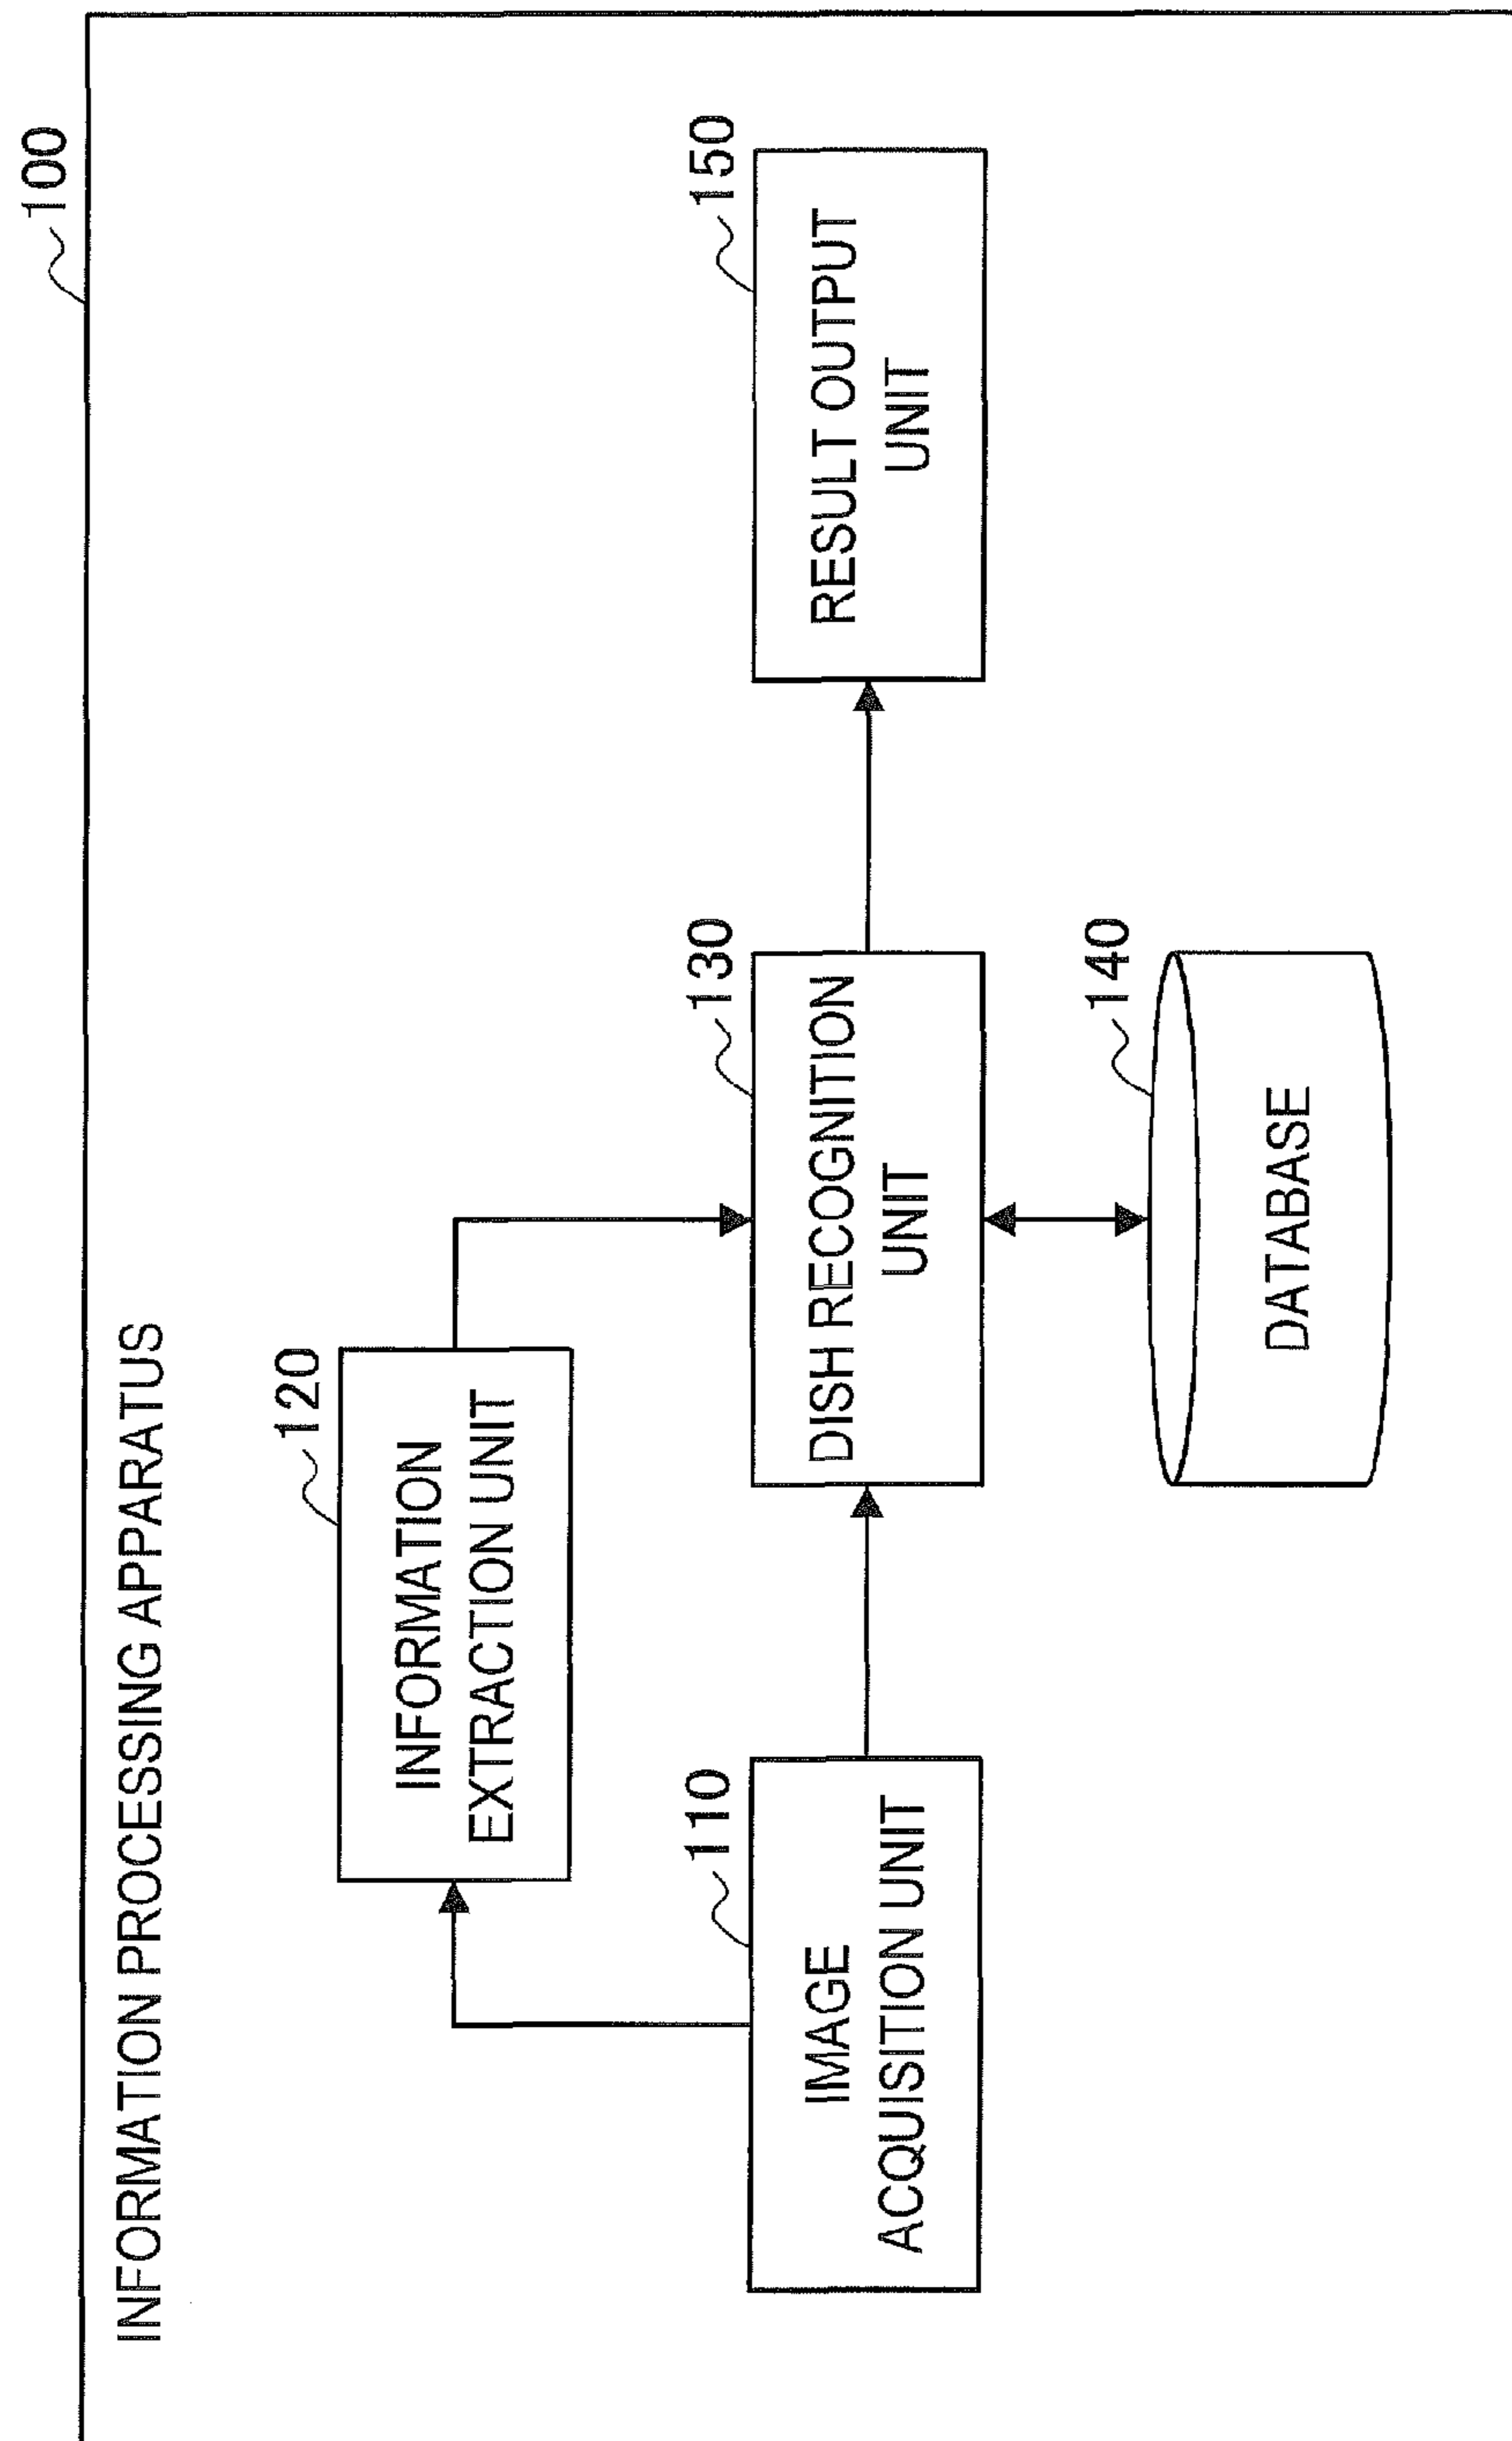 100
INFORMATION PROCESSING APPARATUS
120
INFORMATION
EXTRACTION UNIT
110
IMAGE
ACQUISITION UNIT
130
DISH RECOGNITION
UNIT
150
RESULT OUTPUT
UNIT
140
DATABASE